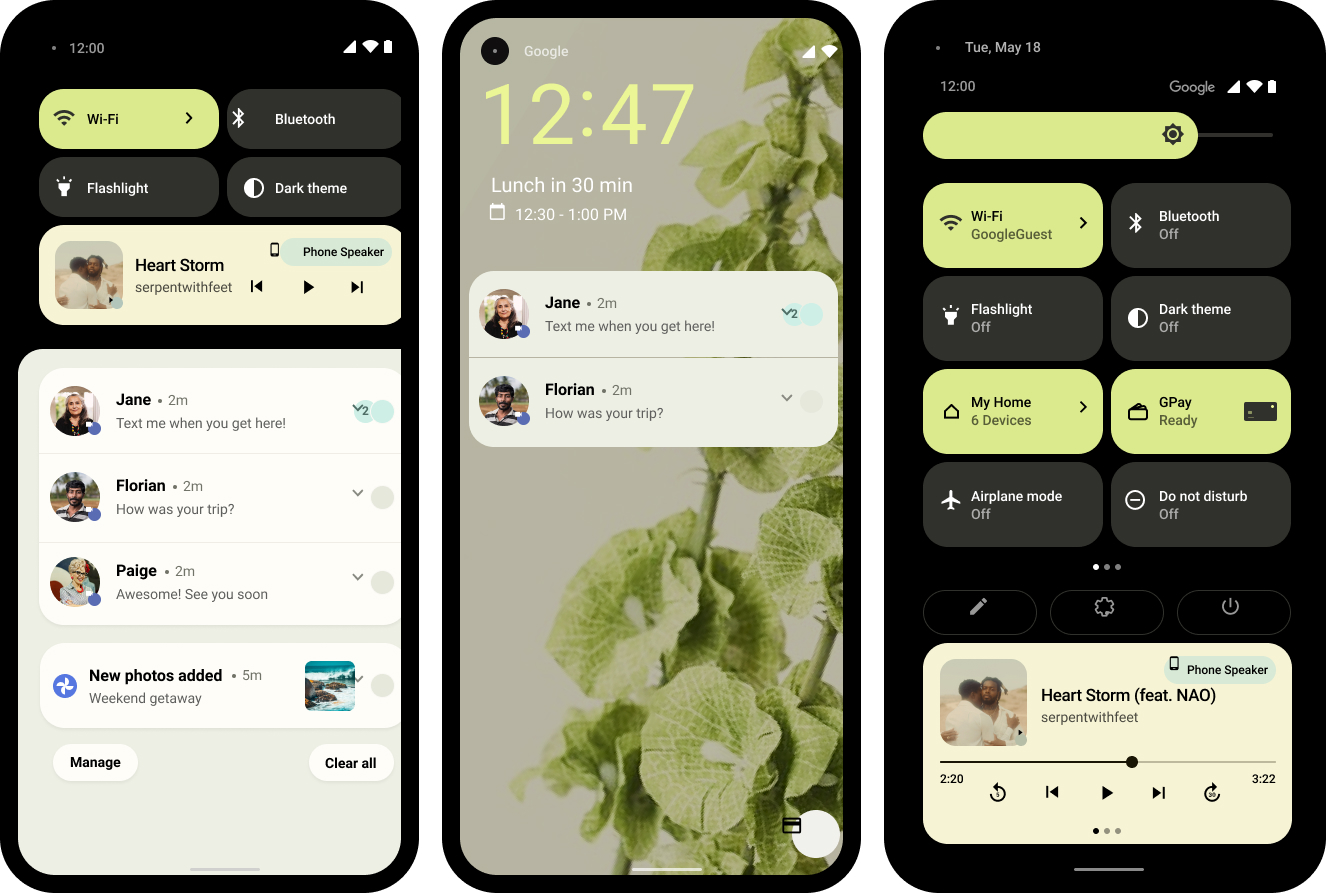 12:00
Wi-Fi
Bluetooth
Flashlight
Dark theme
Phone Speaker
Heart Storm
serpentwithfeet
Jane • 2m
Text me when you get here!
2
Florian • 2m
How was your trip?
Paige • 2m
Awesome! See you soon
New photos added • 5m
Weekend getaway
Manage
Clear all
Google
12:47
Lunch in 30 min
12:30 - 1:00 PM
Jane • 2m
Text me when you get here!
2
Florian • 2m
How was your trip?
Tue, May 18
12:00
Google
Wi-Fi
GoogleGuest
Bluetooth
Off
Flashlight
Off
Dark theme
Off
My Home
6 Devices
GPay
Ready
Airplane mode
Off
Do not disturb
Off
Phone Speaker
Heart Storm (feat. NAO)
serpentwithfeet
2:20
3:22
5
30